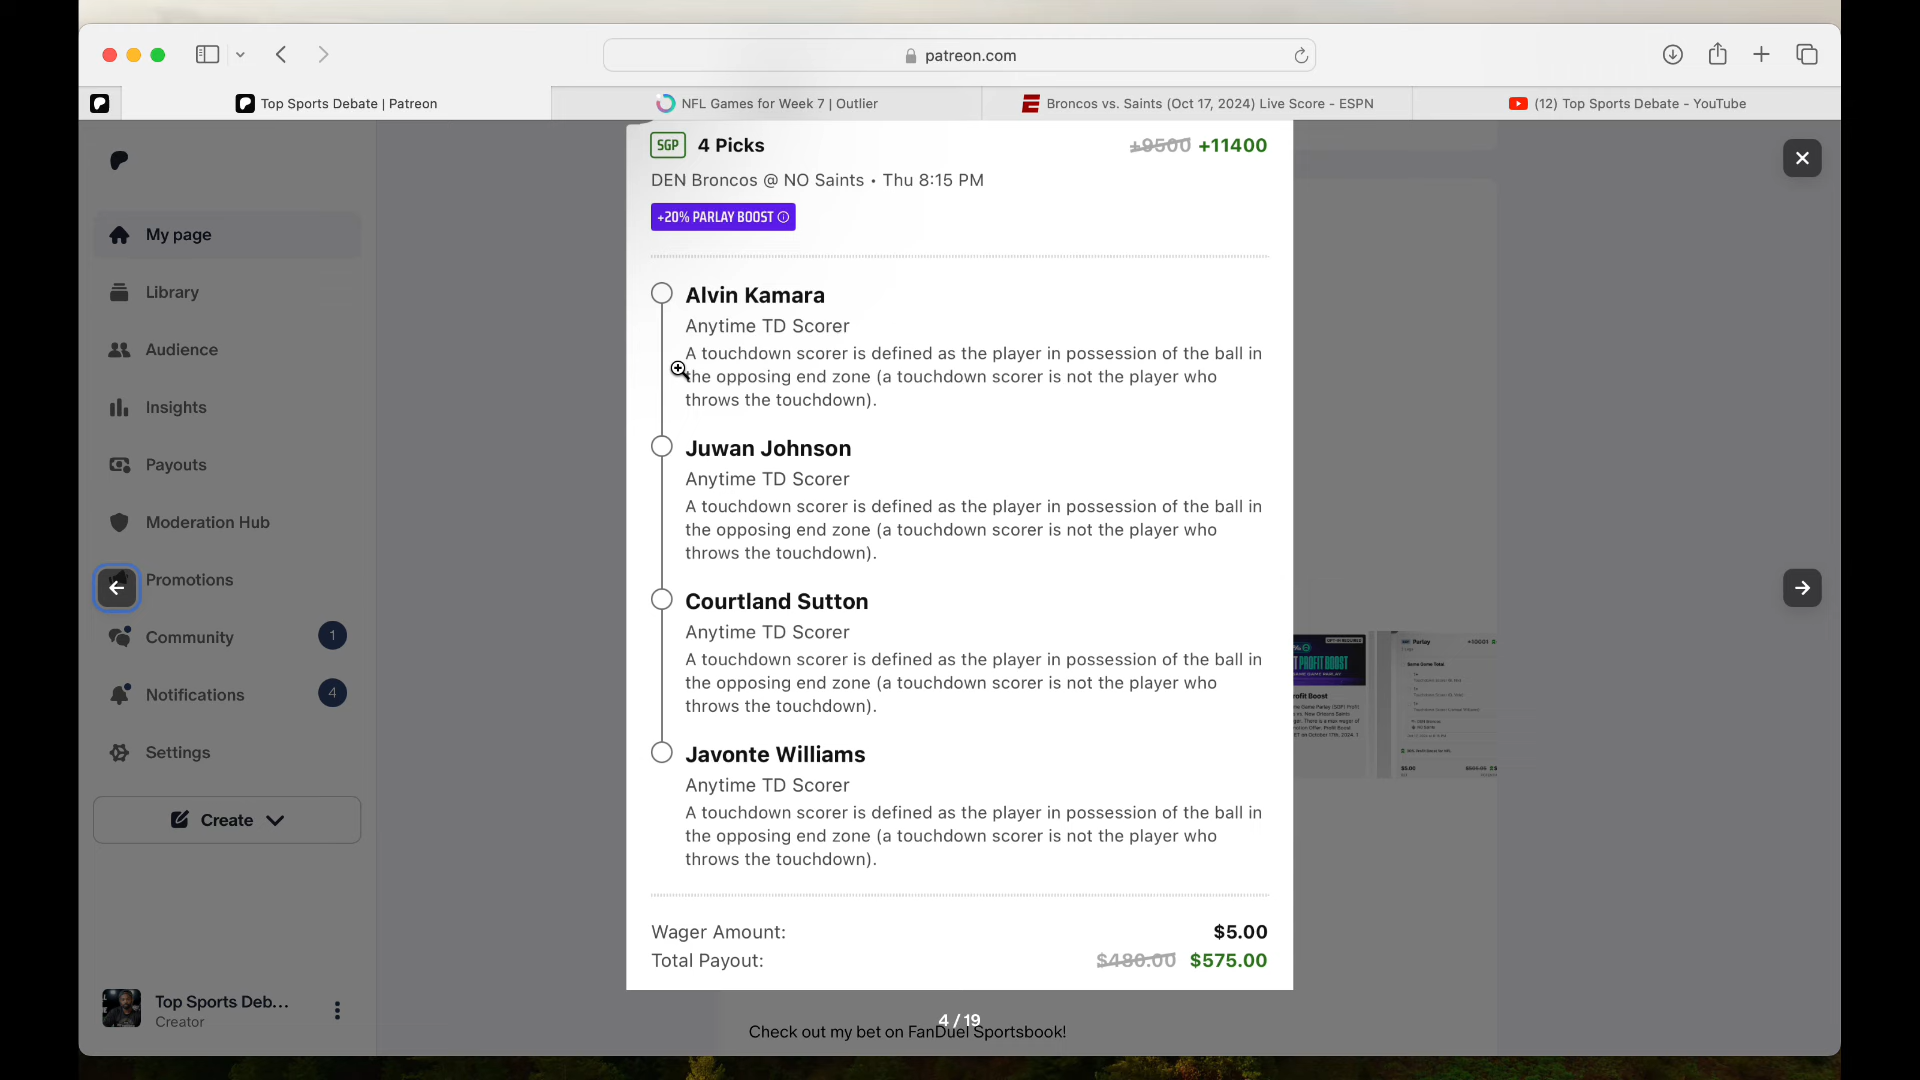 patreon.com
Top Sports Debate | Patreon
NFL Games for Week 7 | Outlier
Broncos vs. Saints (Oct 17, 2024) Live Score - ESPN
(12) Top Sports Debate - YouTube
SGP 4 Picks
+9500 +11400
DEN Broncos @ NO Saints • Thu 8:15 PM
+20% PARLAY BOOST
Alvin Kamara
Anytime TD Scorer
A touchdown scorer is defined as the player in possession of the ball in
the opposing end zone (a touchdown scorer is not the player who
throws the touchdown).
Juwan Johnson
Anytime TD Scorer
A touchdown scorer is defined as the player in possession of the ball in
the opposing end zone (a touchdown scorer is not the player who
throws the touchdown).
Courtland Sutton
Anytime TD Scorer
A touchdown scorer is defined as the player in possession of the ball in
the opposing end zone (a touchdown scorer is not the player who
throws the touchdown).
Javonte Williams
Anytime TD Scorer
A touchdown scorer is defined as the player in possession of the ball in
the opposing end zone (a touchdown scorer is not the player who
throws the touchdown).
Wager Amount: $5.00
Total Payout: $480.00 $575.00
4 / 19
Check out my bet on FanDuel Sportsbook!
My page
Library
Audience
Insights
Payouts
Moderation Hub
Promotions
Community 1
Notifications 4
Settings
Create
Top Sports Deb...
Creator
PROFIT BOOST
Parlay
+10001
$5.00